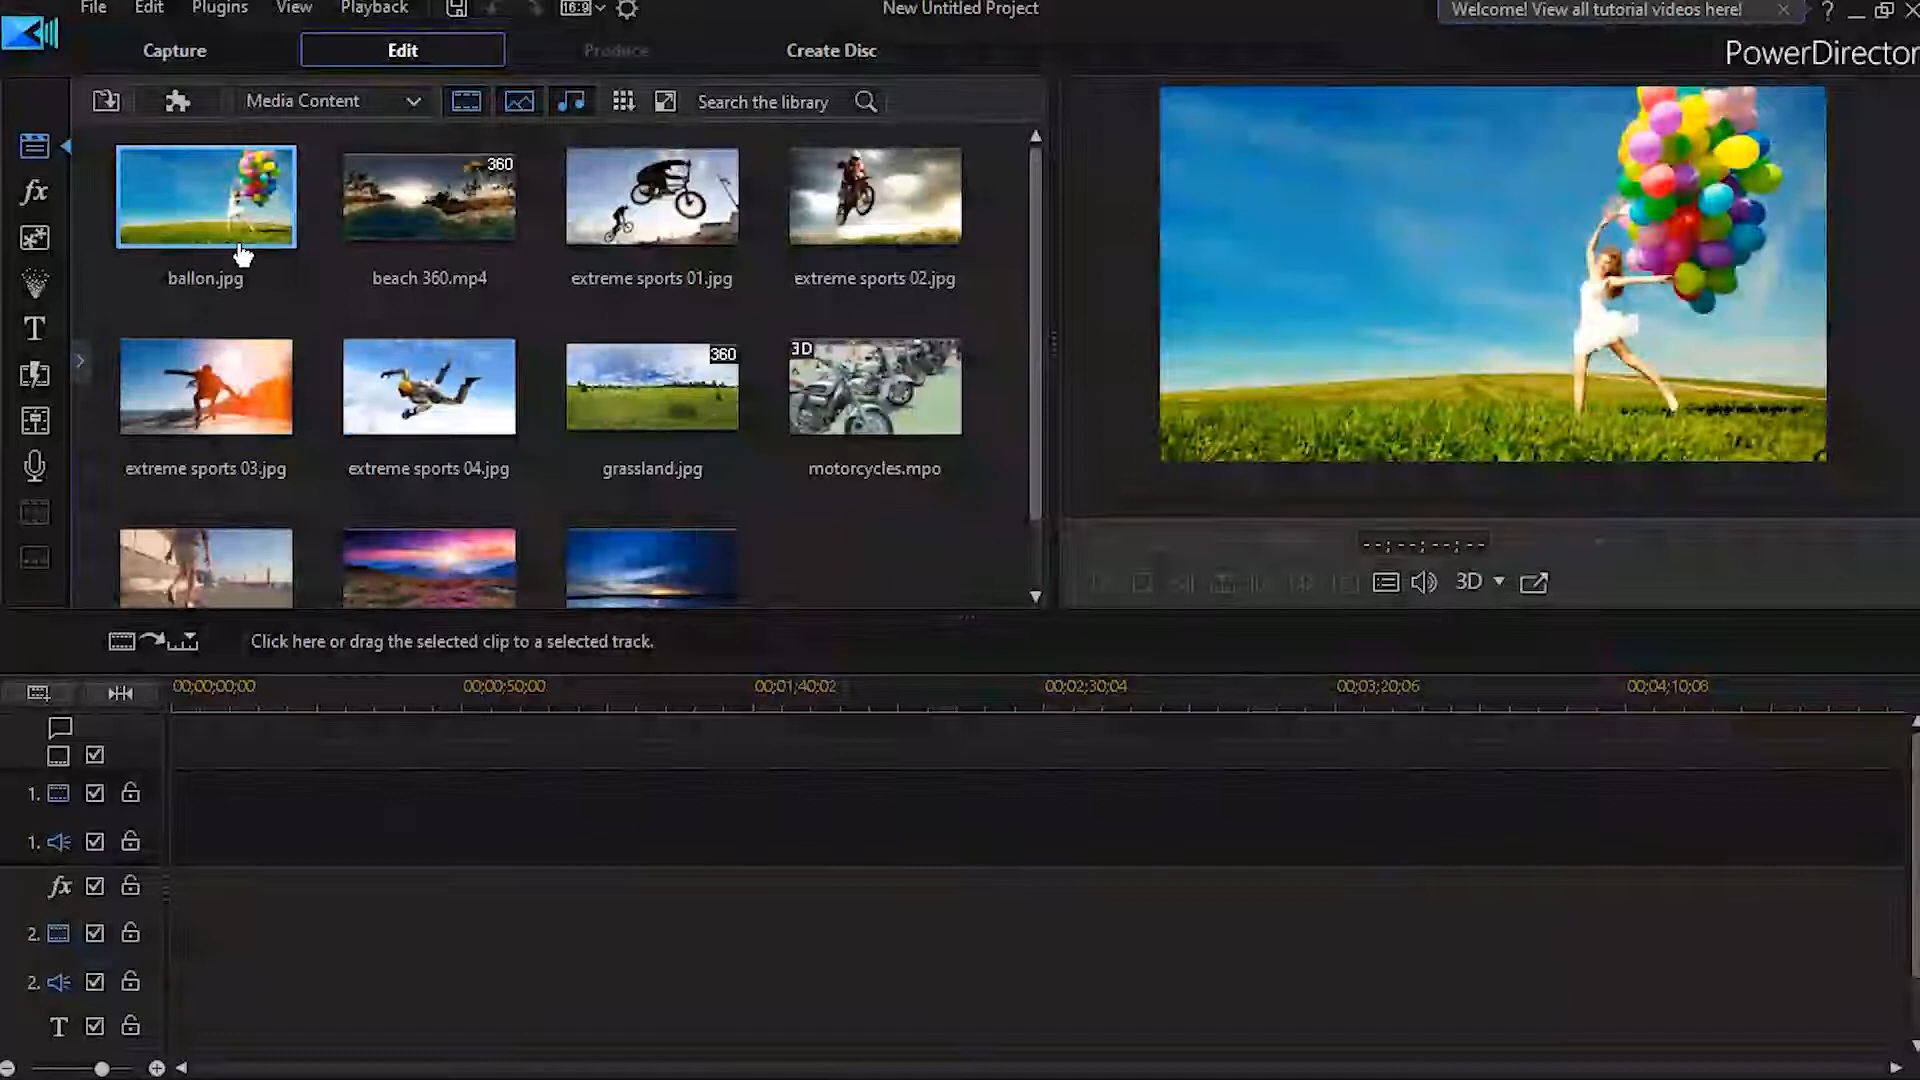 File Edit Plugins View Playback 16:9 New Untitled Project Welcome! View all tutorial videos here! ?
Capture Edit Produce Create Disc PowerDirector
Media Content Search the library
fx
T
360
ballon.jpg beach 360.mp4 extreme sports 01.jpg extreme sports 02.jpg
360 3D
extreme sports 03.jpg extreme sports 04.jpg grassland.jpg motorcycles.mpo
--;--;--;--
3D
Click here or drag the selected clip to a selected track.
00;00;00;00 00;00;50;00 00;01;40;02 00;02;30;04 00;03;20;06 00;04;10;08
1.
1.
fx
2.
2.
T